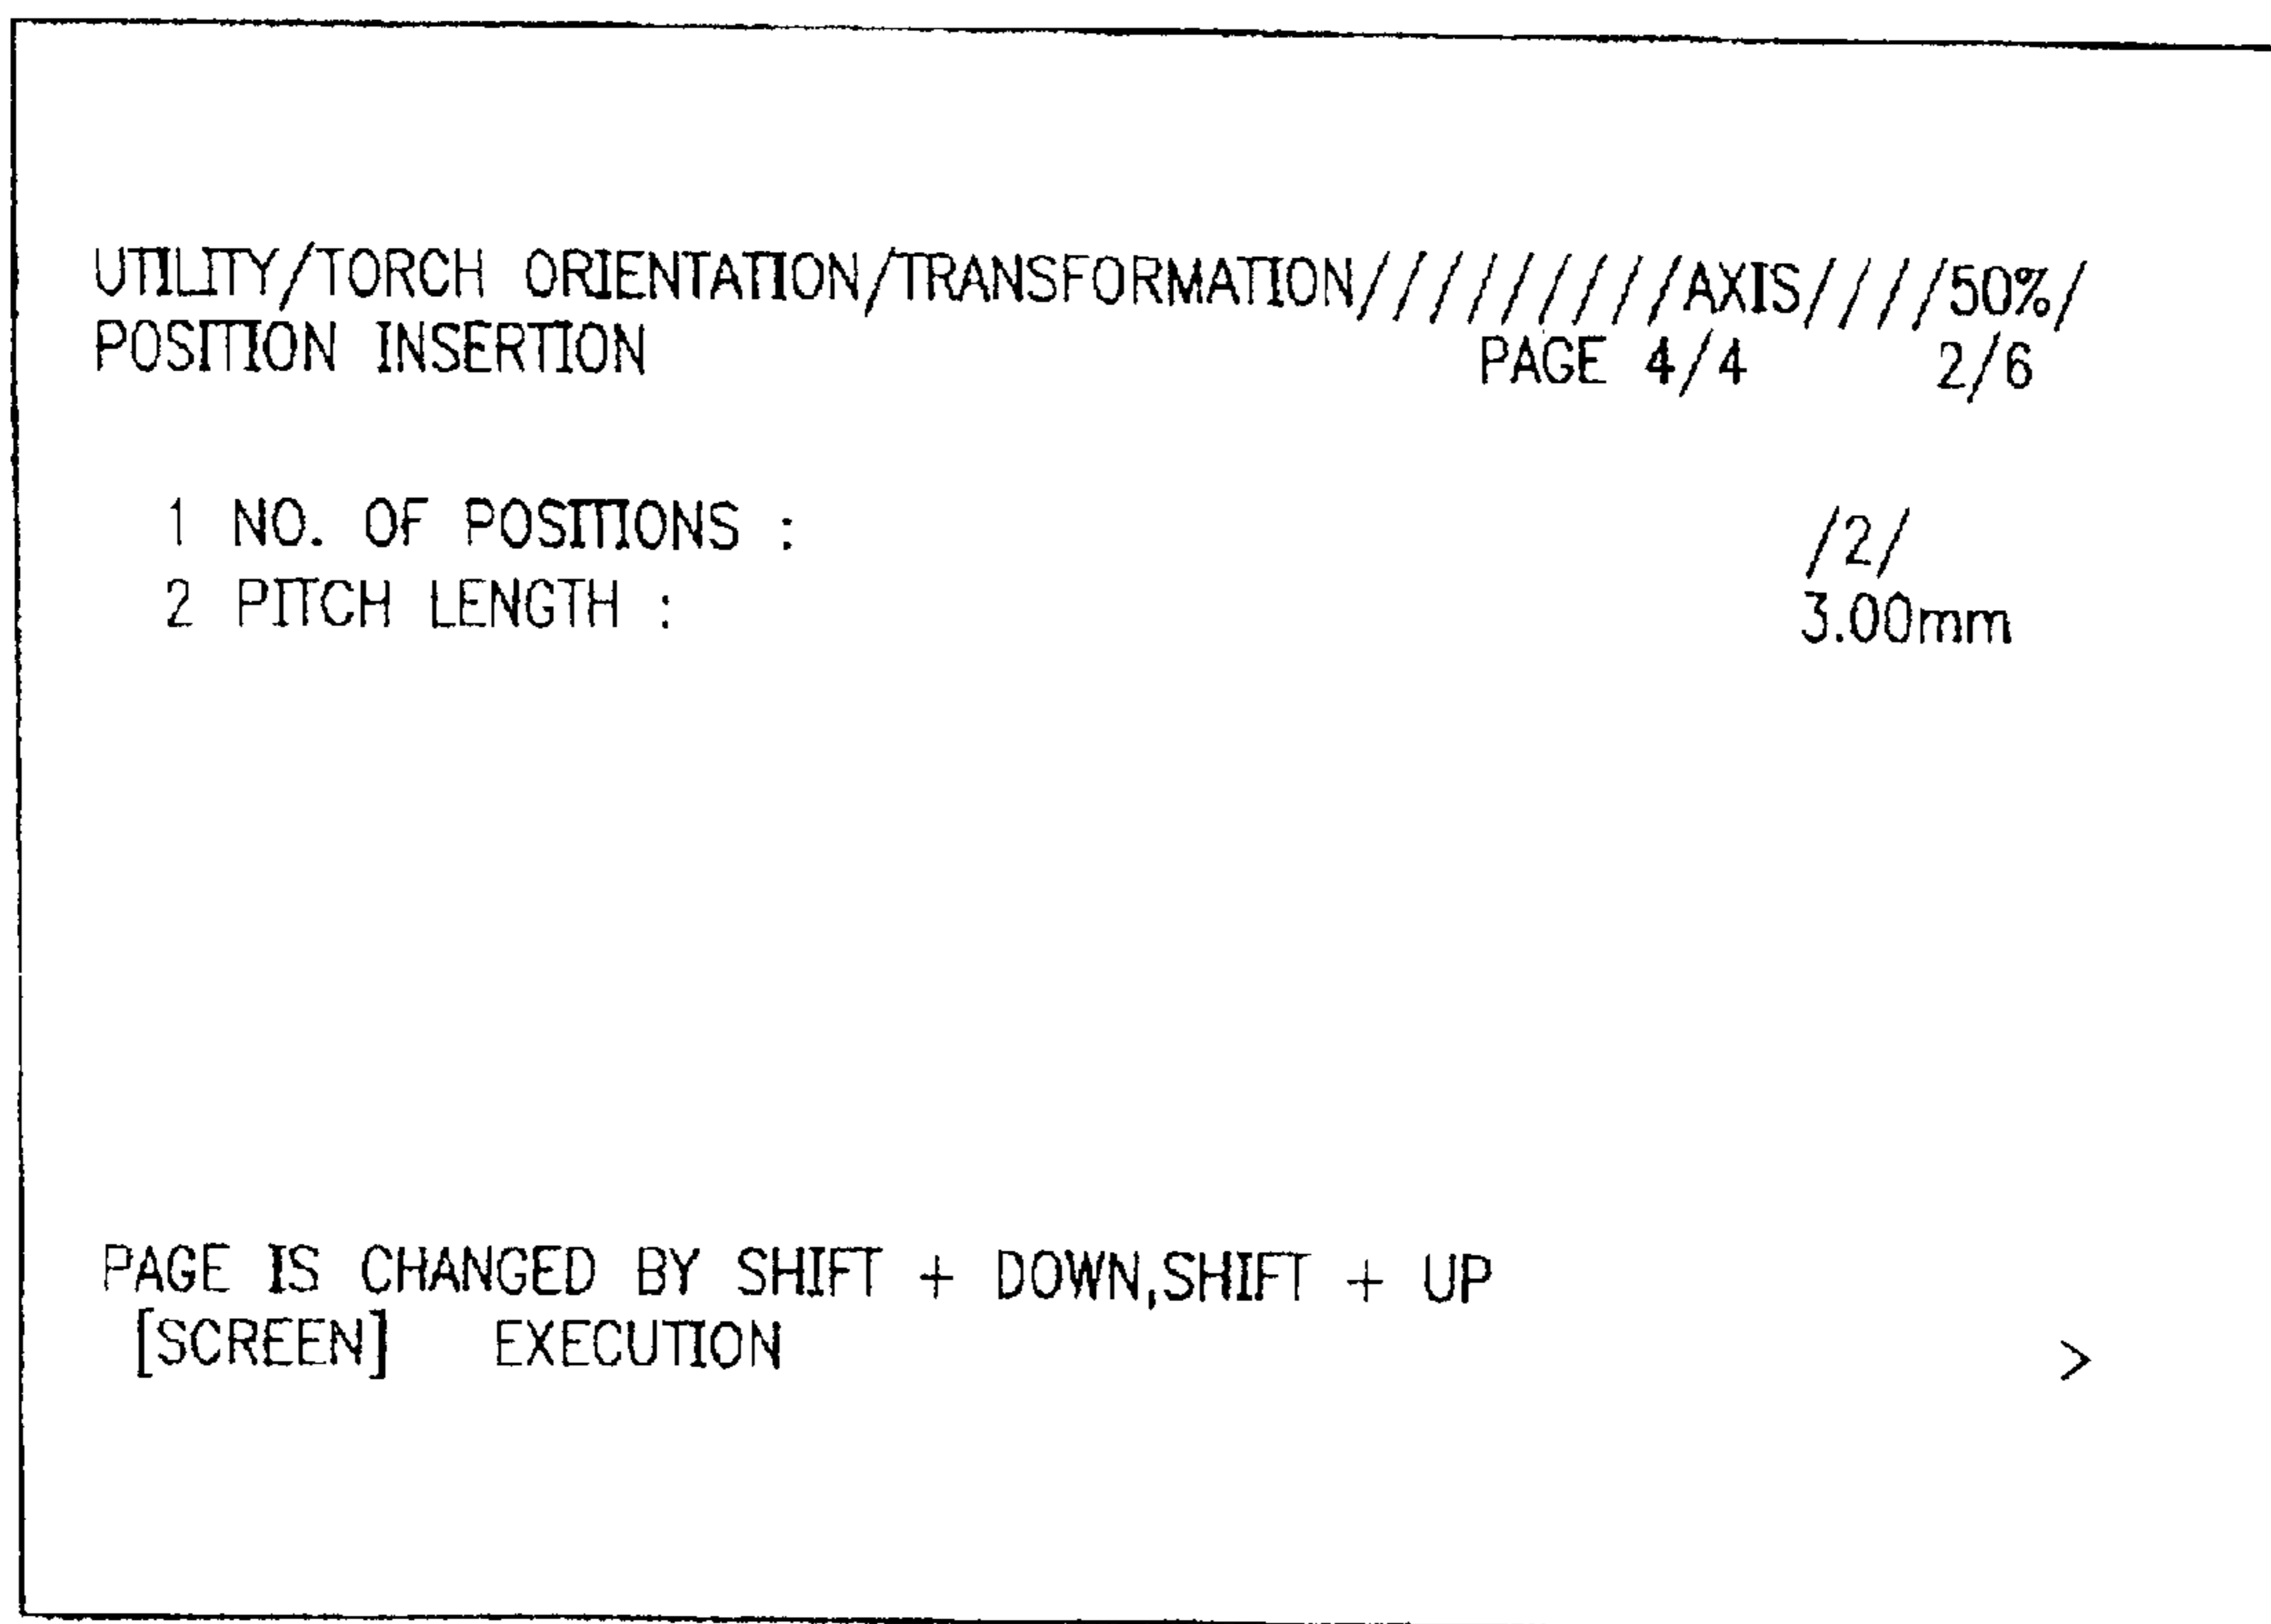 UTILITY/TORCH ORIENTATION/TRANSFORMATION//////////AXIS////50%/
POSITION INSERTION PAGE 4/4 2/6
1 NO. OF POSITIONS : /2/
2 PITCH LENGTH : 3.00mm
PAGE IS CHANGED BY SHIFT + DOWN,SHIFT + UP
[SCREEN] EXECUTION >